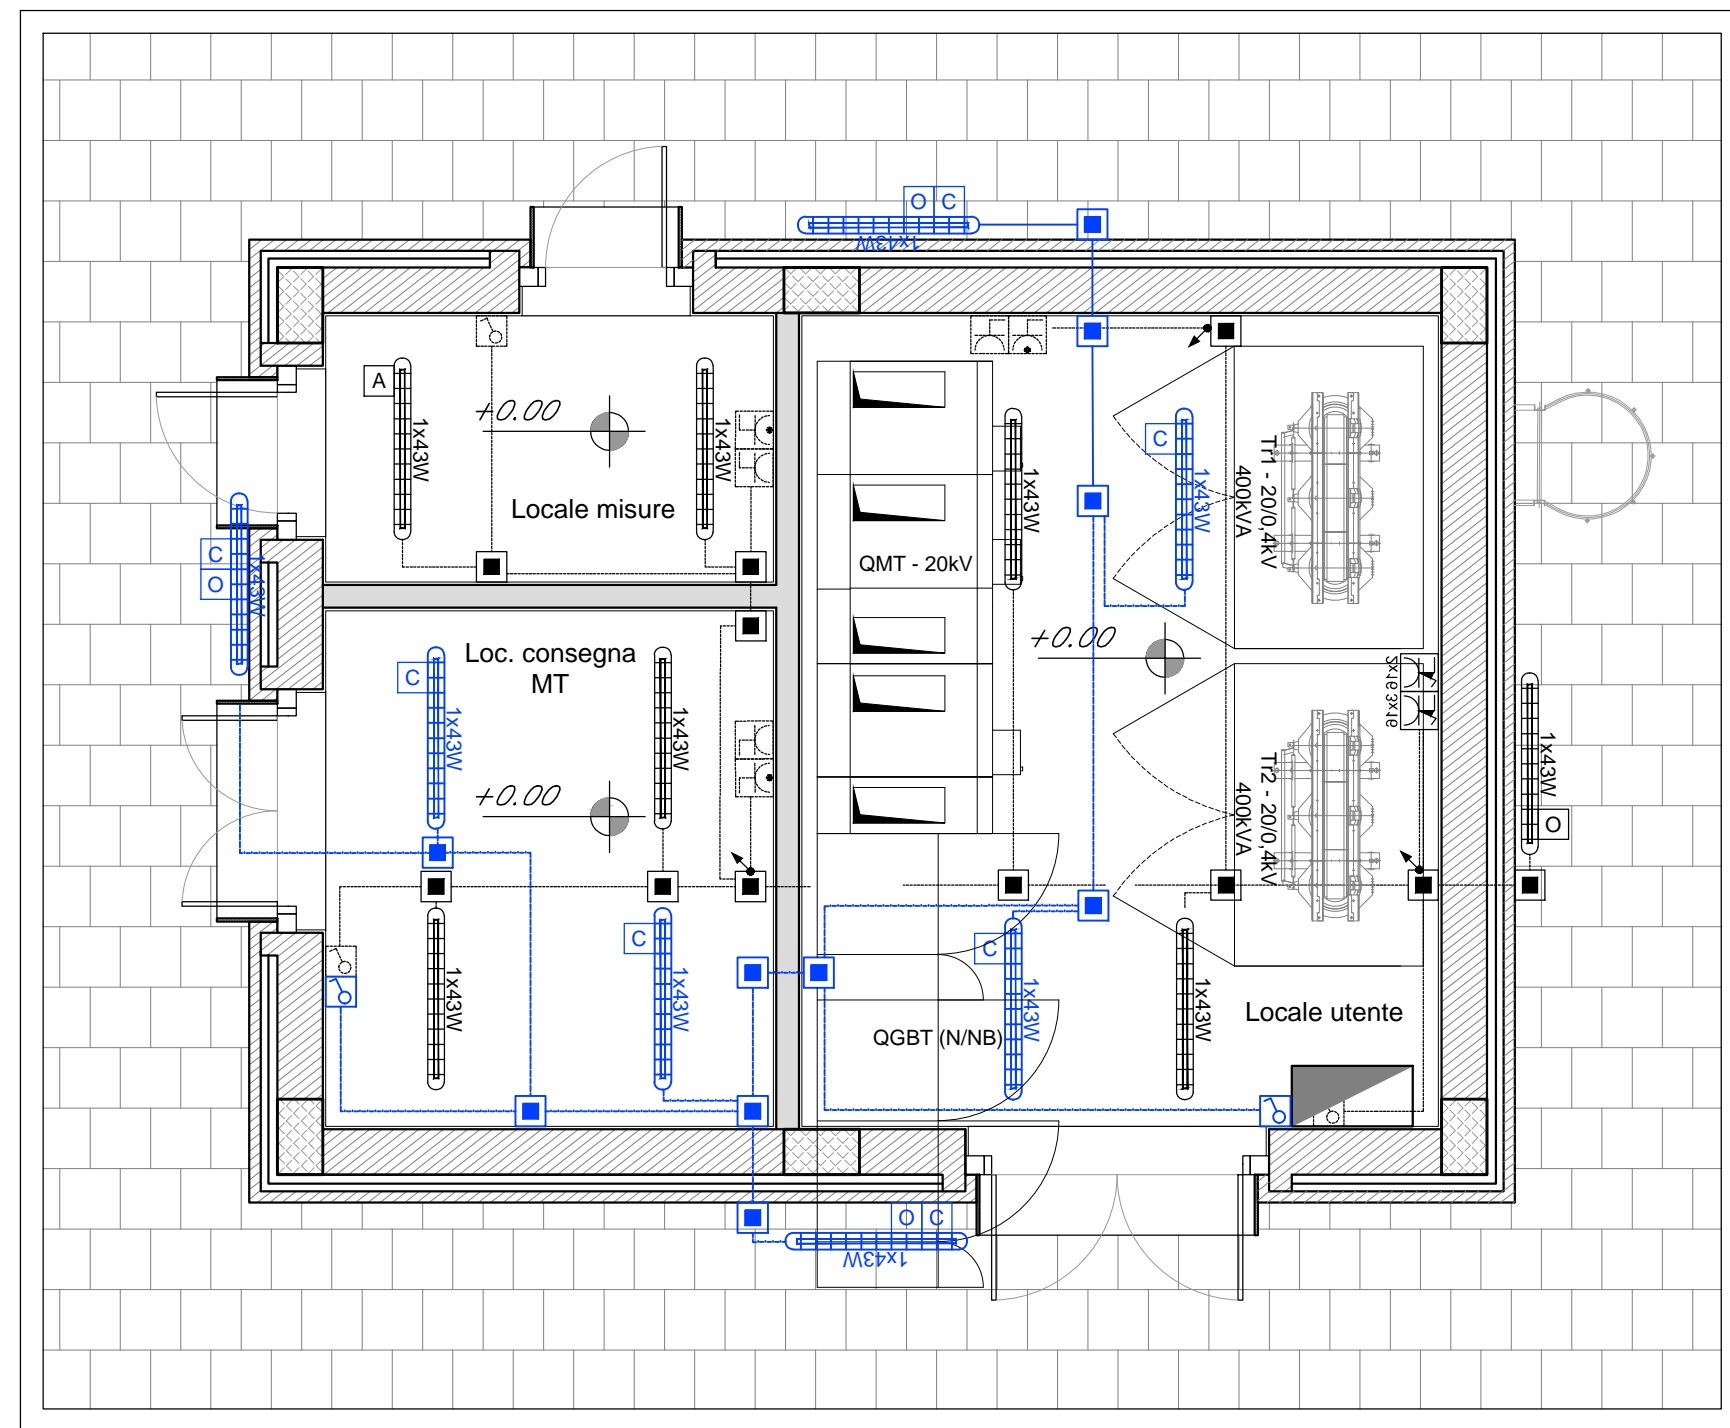 O C
1x43W
A
1x43W
1x43W
+0.00
Locale misure
C
O
1x43W
QMT - 20kV
1x43W
C
1x43W
Tr1 - 20/0,4kV
400kVA
+0.00
Loc. consegna
MT
C
1x43W
1x43W
+0.00
3x16
3x16
Tr2 - 20/0,4kV
400kVA
1x43W
O
1x43W
C
1x43W
C
1x43W
1x43W
QGBT (N/NB)
Locale utente
O C
1x43W